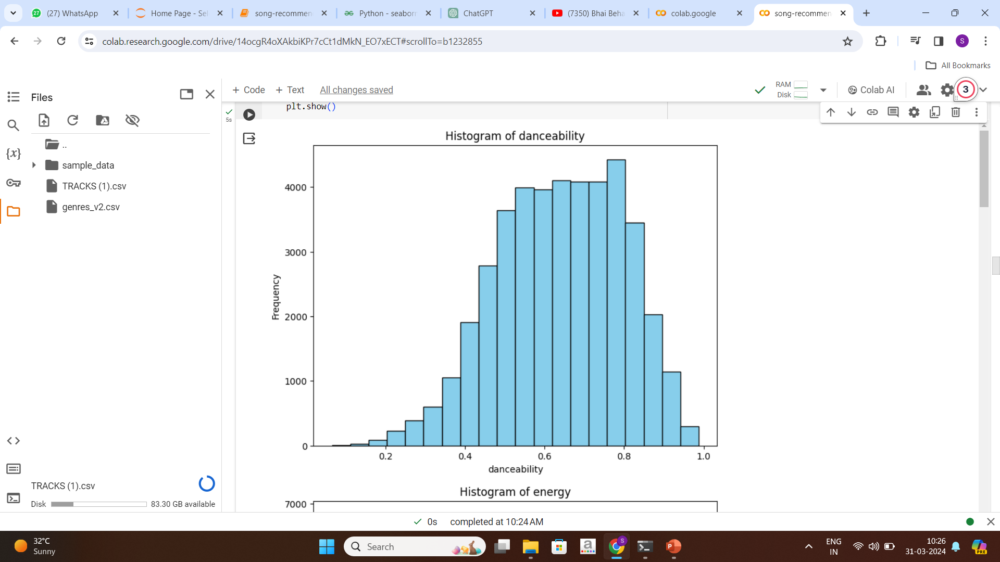 (27) WhatsApp
Home Page - Sel
song-recommen
Python - seaborn
ChatGPT
(7350) Bhai Beha
colab.google
song-recommen
colab.research.google.com/drive/14ocgR4oXAkbiKPr7cCt1dMkN_EO7xECT#scrollTo=b1232855
S
All Bookmarks
Files
+ Code + Text All changes saved
RAM
Disk
Colab AI
3
..
sample_data
TRACKS (1).csv
genres_v2.csv
{x}
5s
plt.show()
Histogram of danceability
4000
3000
2000
1000
0
Frequency
0.2 0.4 0.6 0.8 1.0
danceability
Histogram of energy
7000
TRACKS (1).csv
Disk 83.30 GB available
0s completed at 10:24 AM
32°C
Sunny
Search
ENG
IN
10:26
31-03-2024
PRE